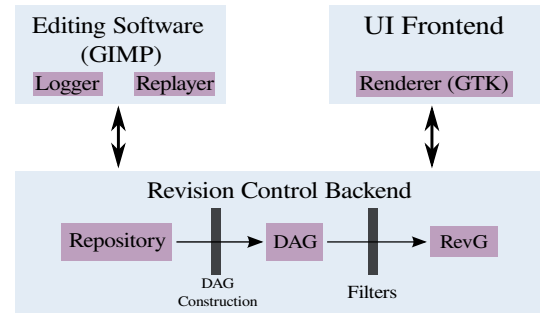 Editing Software
(GIMP)
Logger Replayer
UI Frontend
Renderer (GTK)
Revision Control Backend
Repository DAG RevG
DAG
Construction
Filters